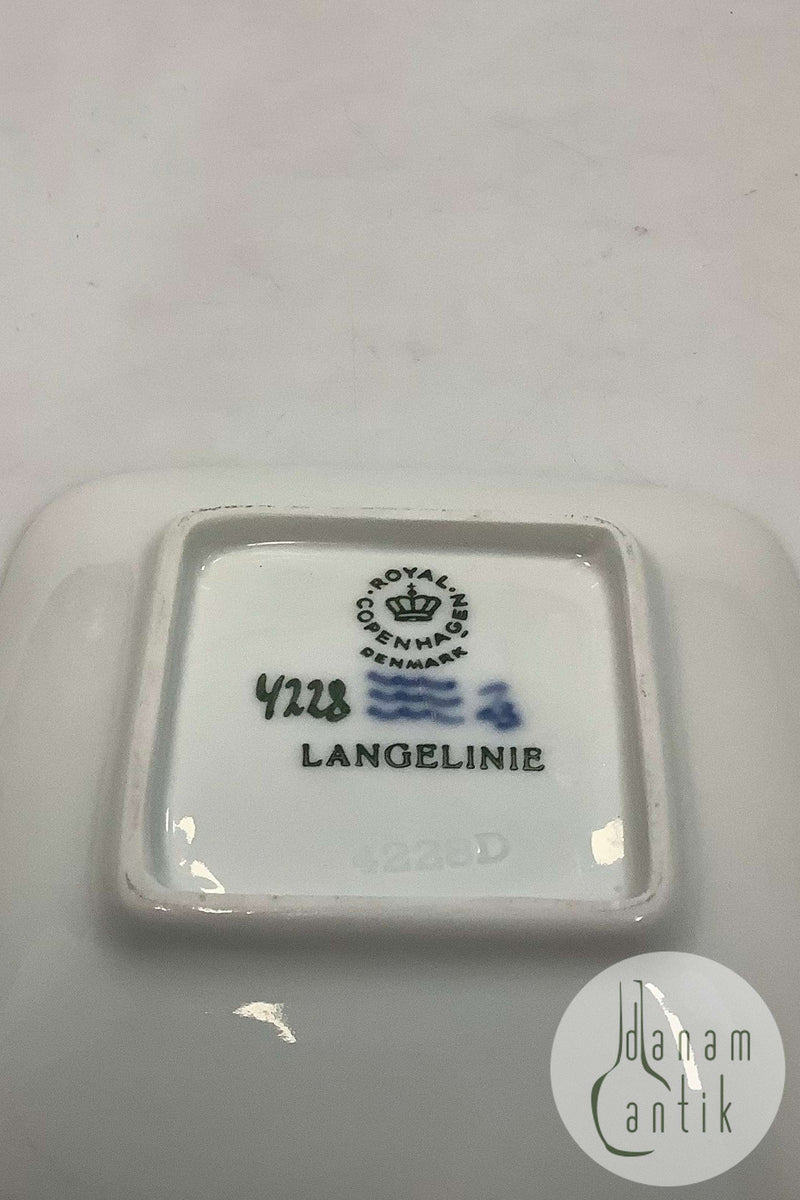 ROYAL
COPENHAGEN
DENMARK
4228
LANGELINIE
4228D
danam
antik